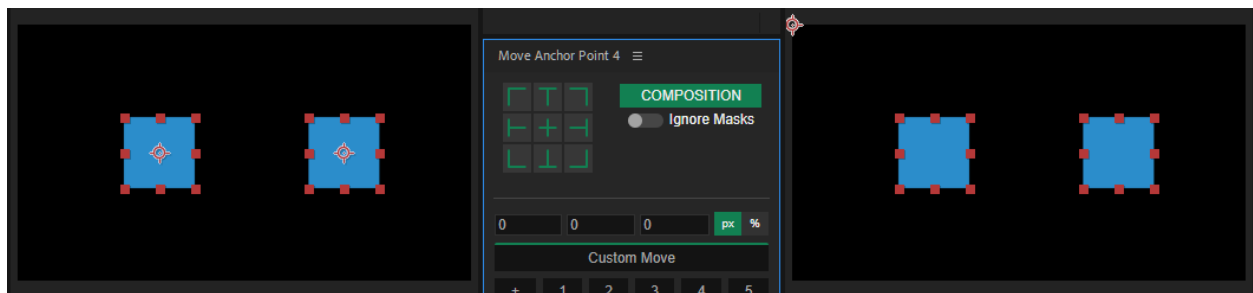 Move Anchor Point 4
COMPOSITION
Ignore Masks
0 0 0 px %
Custom Move
+ 1 2 3 4 5